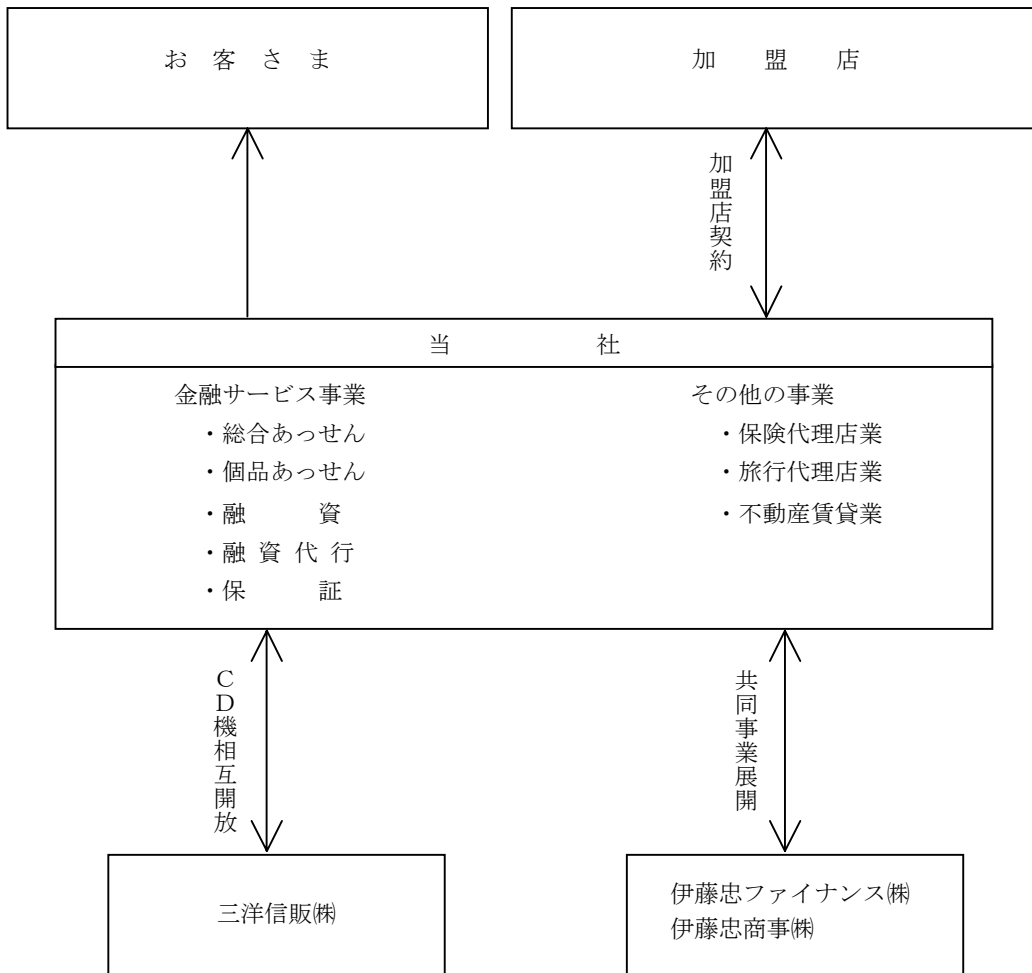 お客さま
加盟店
加盟店契約
当社
金融サービス事業
・総合あっせん
・個品あっせん
・融資
・融資代行
・保証
その他の事業
・保険代理店業
・旅行代理店業
・不動産賃貸業
ＣＤ機相互開放
共同事業展開
三洋信販㈱
伊藤忠ファイナンス㈱
伊藤忠商事㈱